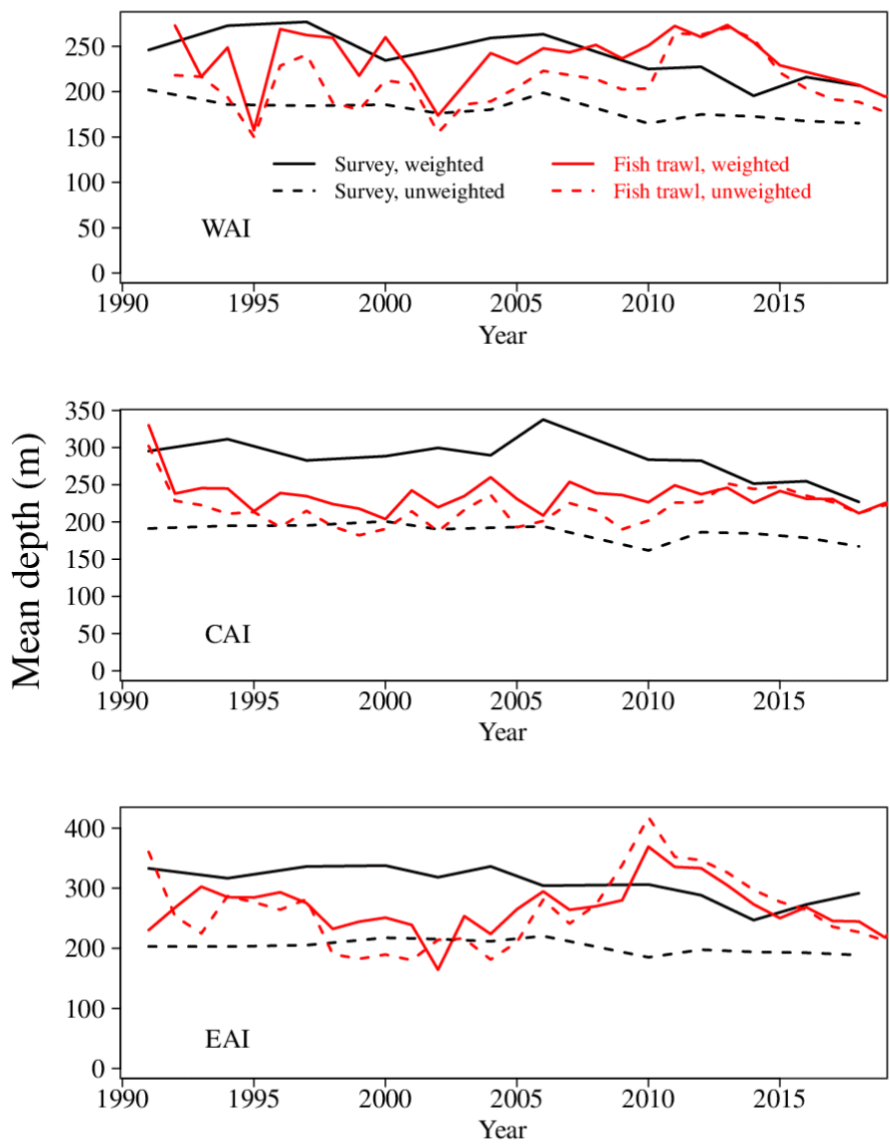 250
200
150
100
50
0
Survey, weighted
Survey, unweighted
Fish trawl, weighted
Fish trawl, unweighted
WAI
1990 1995 2000 2005 2010 2015
Year
Mean depth (m)
350
300
250
200
150
100
50
0
CAI
1990 1995 2000 2005 2010 2015
Year
400
300
200
100
0
EAI
1990 1995 2000 2005 2010 2015
Year